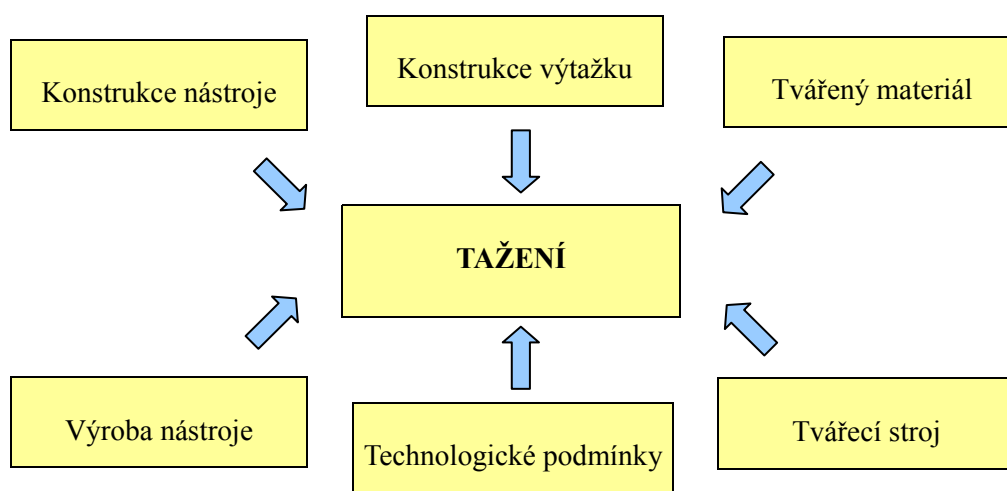 Konstrukce nástroje
Konstrukce výtažku
Tvářený materiál
TAŽENÍ
Výroba nástroje
Technologické podmínky
Tvářecí stroj